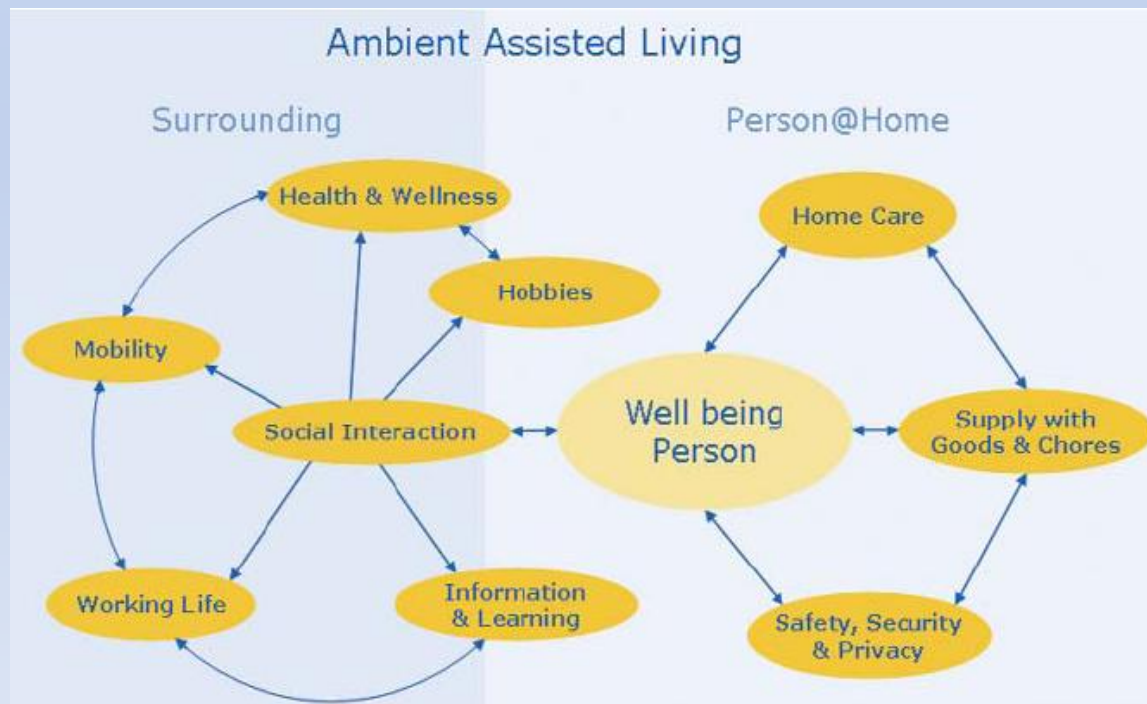 Ambient Assisted Living
Surrounding
Person@Home
Health & Wellness
Home Care
Hobbies
Mobility
Social Interaction
Well being
Person
Supply with
Goods & Chores
Working Life
Information
& Learning
Safety, Security
& Privacy